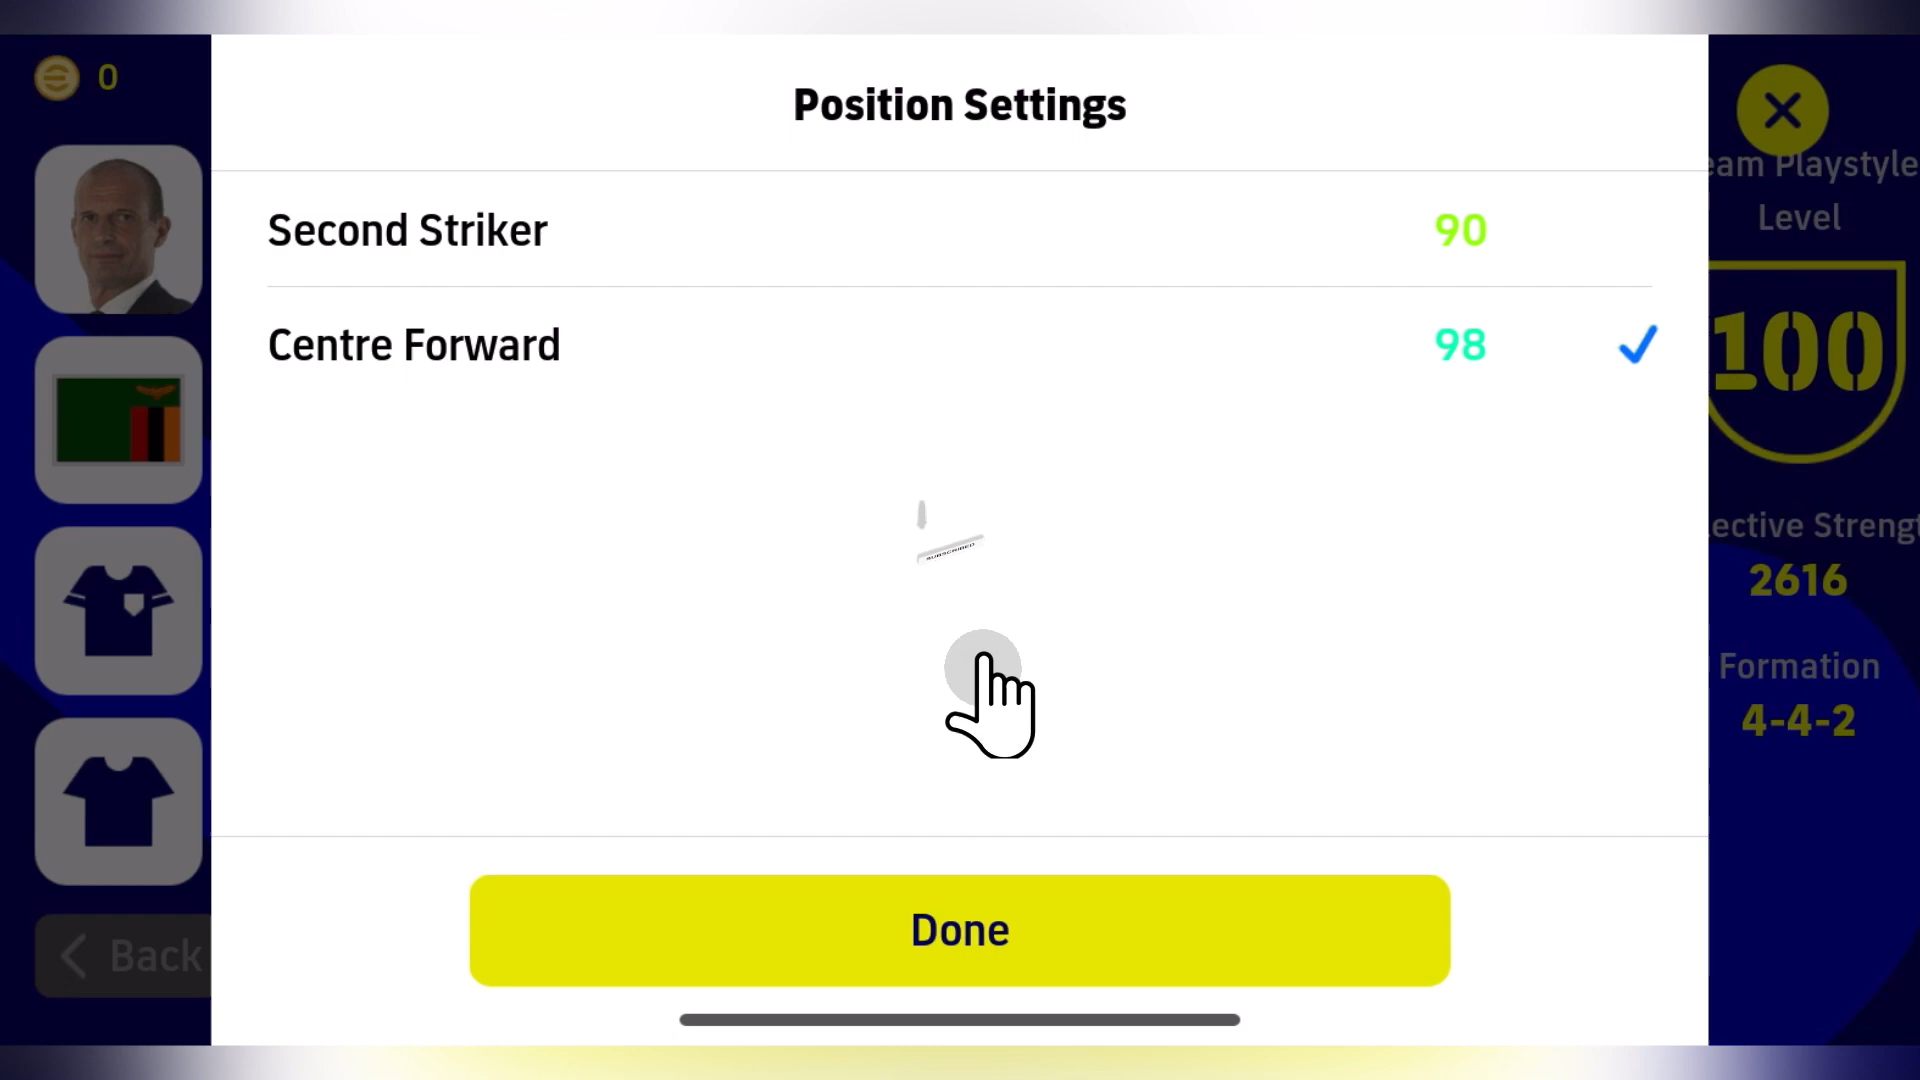 0
Position Settings
eam Playstyle
Level
Second Striker 90
Centre Forward 98
100
SUBSCRIBED
ective Strengt
2616
Formation
4-4-2
Back
Done